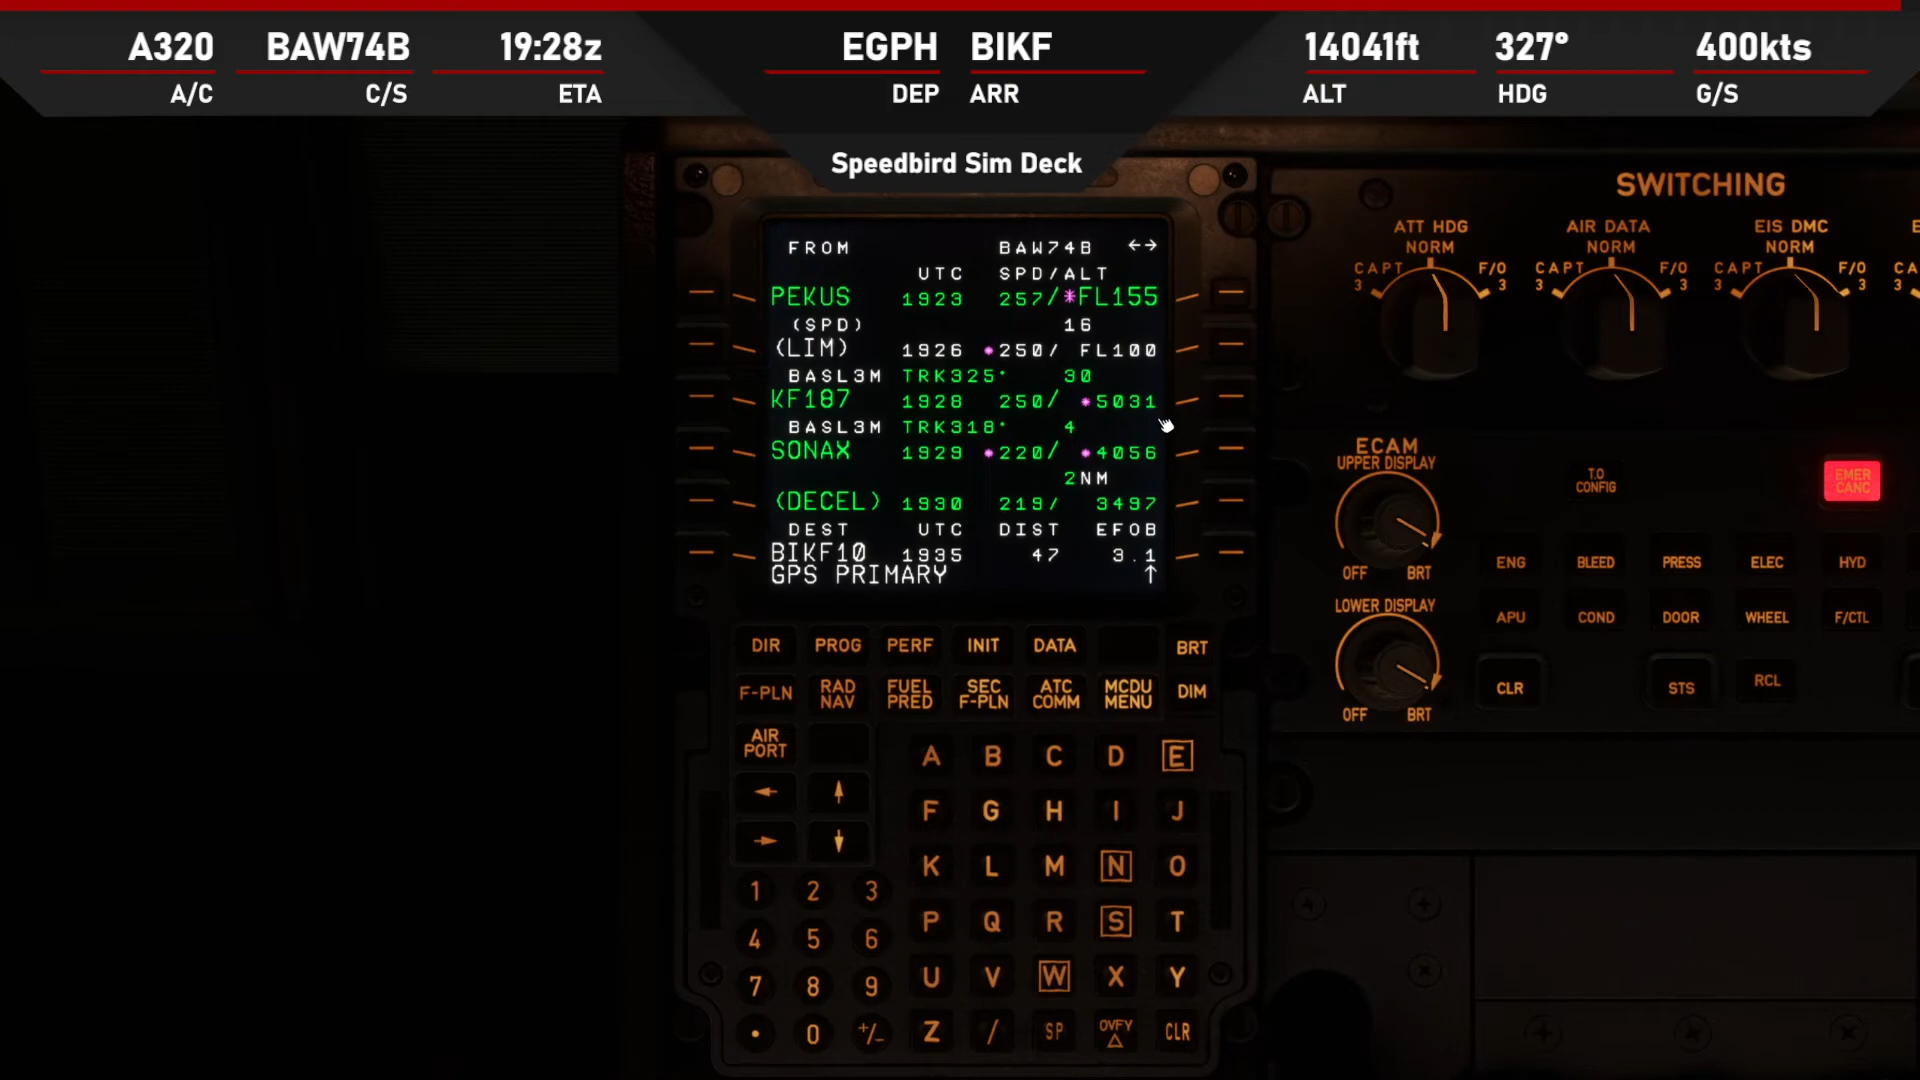 A320 BAW74B 19:28z EGPH BIKF 14041ft 327° 400kts
A/C C/S ETA DEP ARR ALT HDG G/S
Speedbird Sim Deck
FROM BAW74B ←→
UTC SPD/ALT
PEKUS 1923 257/*FL155
(SPD) 16
(LIM) 1926 *250/ FL100
BASL3M TRK325° 30
KF187 1928 250/ *5031
BASL3M TRK318° 4
SONAX 1929 *220/ *4056
2NM
(DECEL) 1930 219/ 3497
DEST UTC DIST EFOB
BIKF10 1935 47 3.1
GPS PRIMARY ↑
DIR PROG PERF INIT DATA BRT
F-PLN RAD NAV FUEL PRED SEC F-PLN ATC COMM MCDU MENU DIM
AIR PORT
← ↑
→ ↓
A B C D E
F G H I J
K L M N O
P Q R S T
U V W X Y
Z / SP OVFY △ CLR
1 2 3
4 5 6
7 8 9
. 0 +/-
SWITCHING
ATT HDG AIR DATA EIS DMC E
NORM NORM NORM
CAPT 3 F/O 3 CAPT 3 F/O 3 CAPT 3 F/O 3 CA 3
ECAM
UPPER DISPLAY
OFF BRT
LOWER DISPLAY
OFF BRT
T.O CONFIG
EMER CANC
ENG BLEED PRESS ELEC HYD
APU COND DOOR WHEEL F/CTL
CLR STS RCL